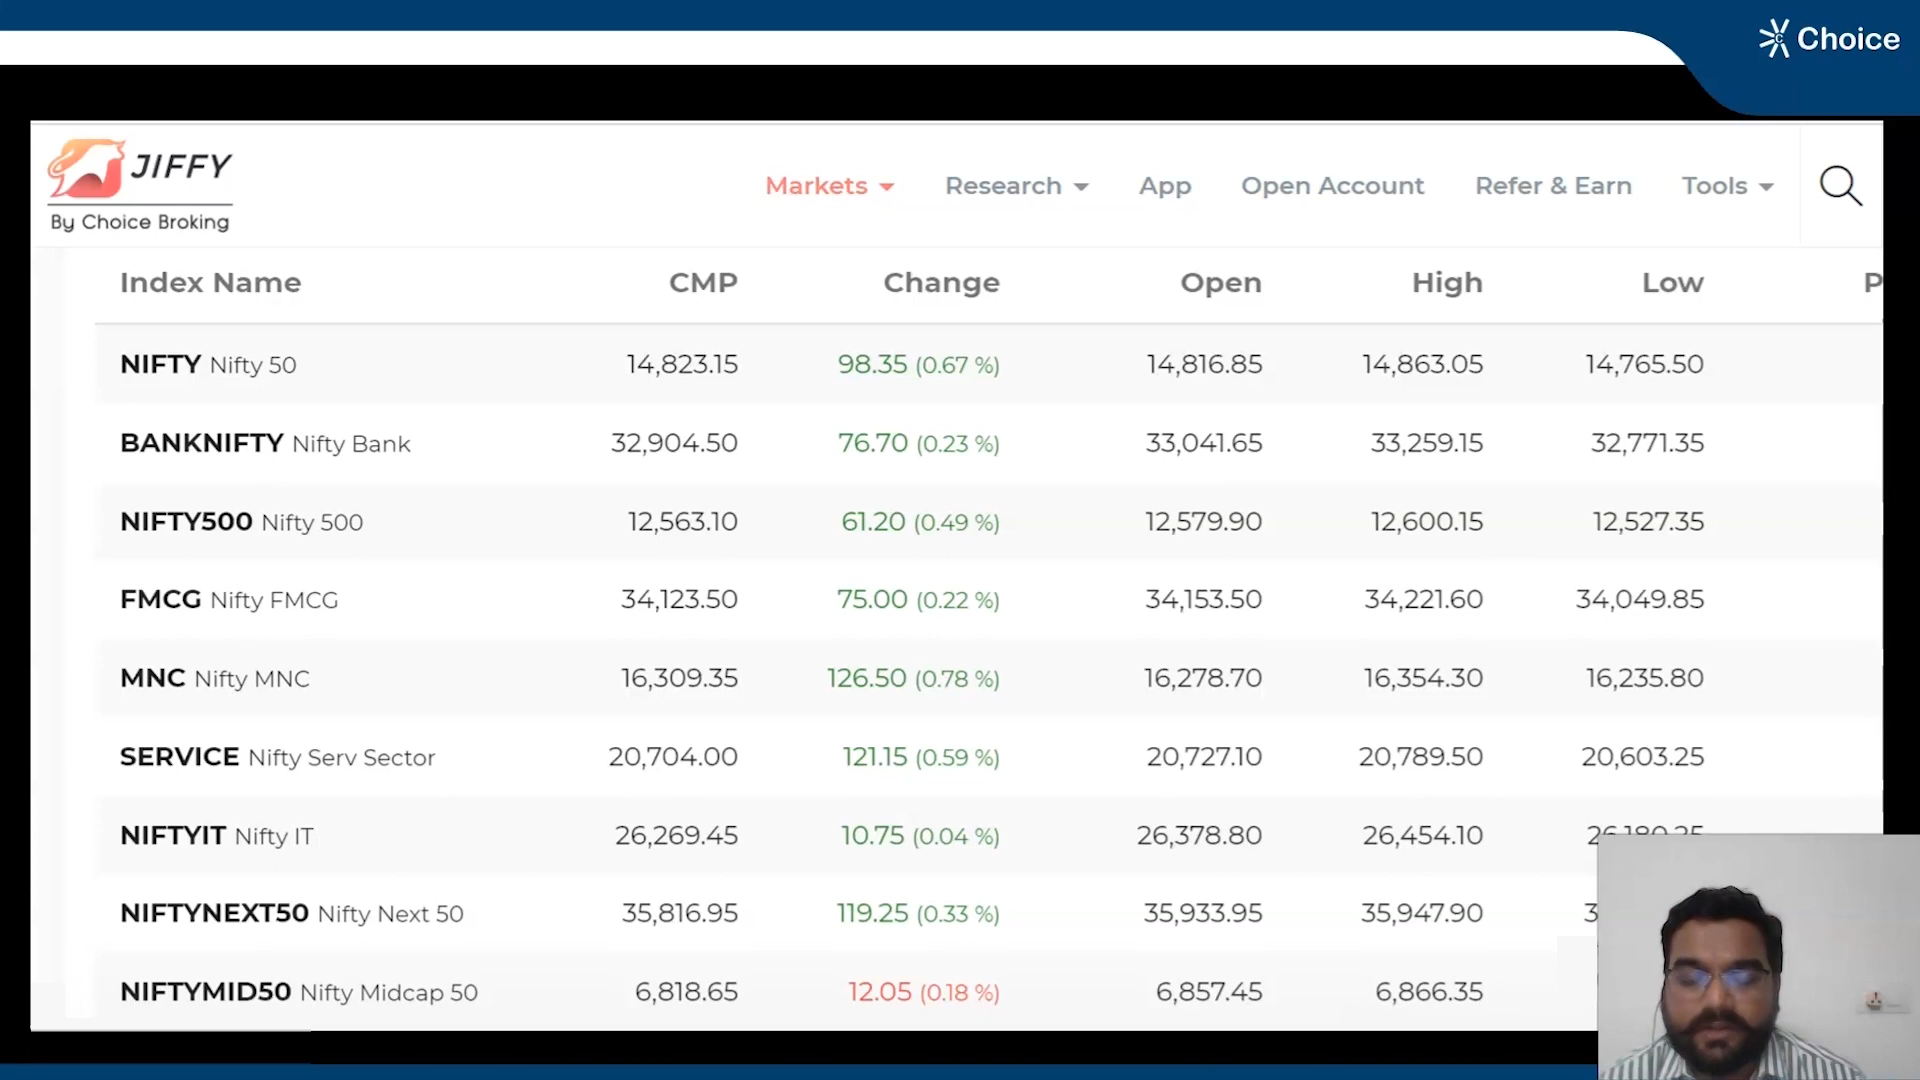 Choice
JIFFY
By Choice Broking
Markets Research App Open Account Refer & Earn Tools
Index Name CMP Change Open High Low P
NIFTY Nifty 50 14,823.15 98.35 (0.67 %) 14,816.85 14,863.05 14,765.50
BANKNIFTY Nifty Bank 32,904.50 76.70 (0.23 %) 33,041.65 33,259.15 32,771.35
NIFTY500 Nifty 500 12,563.10 61.20 (0.49 %) 12,579.90 12,600.15 12,527.35
FMCG Nifty FMCG 34,123.50 75.00 (0.22 %) 34,153.50 34,221.60 34,049.85
MNC Nifty MNC 16,309.35 126.50 (0.78 %) 16,278.70 16,354.30 16,235.80
SERVICE Nifty Serv Sector 20,704.00 121.15 (0.59 %) 20,727.10 20,789.50 20,603.25
NIFTYIT Nifty IT 26,269.45 10.75 (0.04 %) 26,378.80 26,454.10
NIFTYNEXT50 Nifty Next 50 35,816.95 119.25 (0.33 %) 35,933.95 35,947.90 3
NIFTYMID50 Nifty Midcap 50 6,818.65 12.05 (0.18 %) 6,857.45 6,866.35